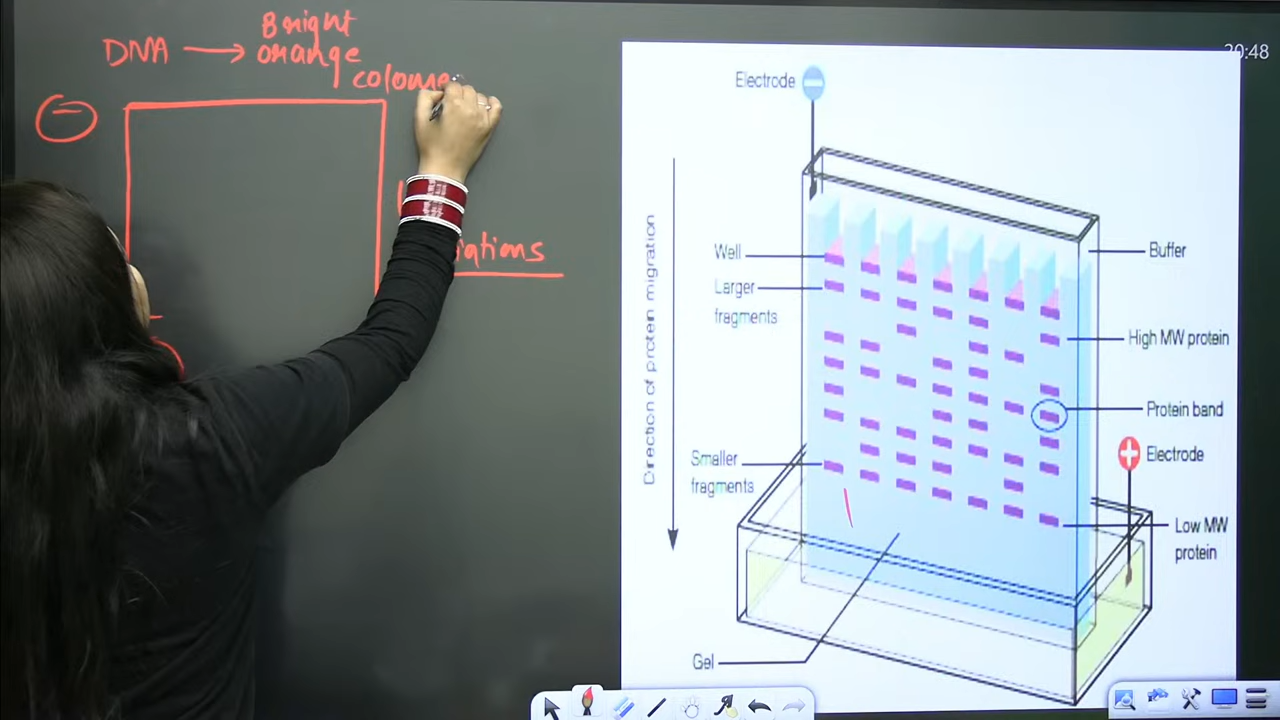 Bright
DNA → orange
colour
20:48
Electrode
Well
Larger
fragments
Direction of protein migration
Smaller
fragments
Gel
Buffer
High MW protein
Protein band
Electrode
Low MW
protein